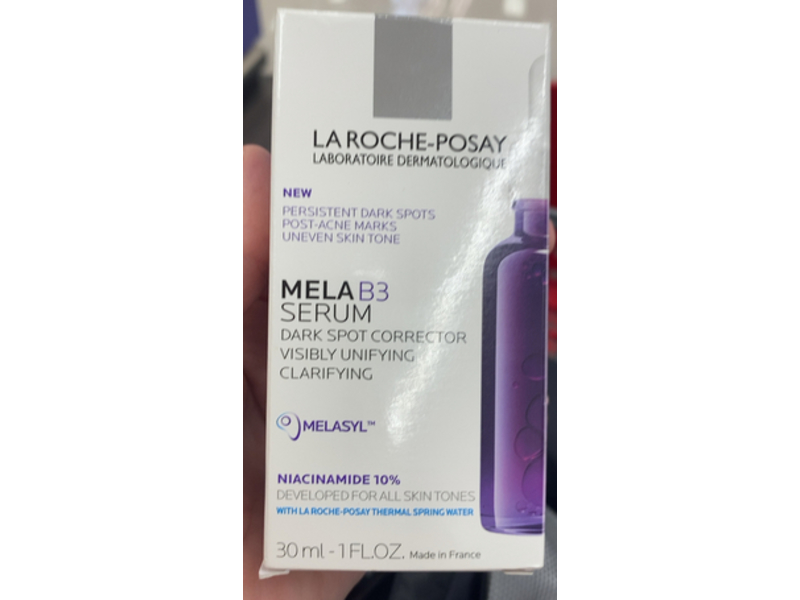 LA ROCHE-POSAY
LABORATOIRE DERMATOLOGIQUE
NEW
PERSISTENT DARK SPOTS
POST-ACNE MARKS
UNEVEN SKIN TONE
MELA B3
SERUM
DARK SPOT CORRECTOR
VISIBLY UNIFYING
CLARIFYING
MELASYL™
NIACINAMIDE 10%
DEVELOPED FOR ALL SKIN TONES
WITH LA ROCHE-POSAY THERMAL SPRING WATER
30 ml - 1 FL.OZ. Made in France